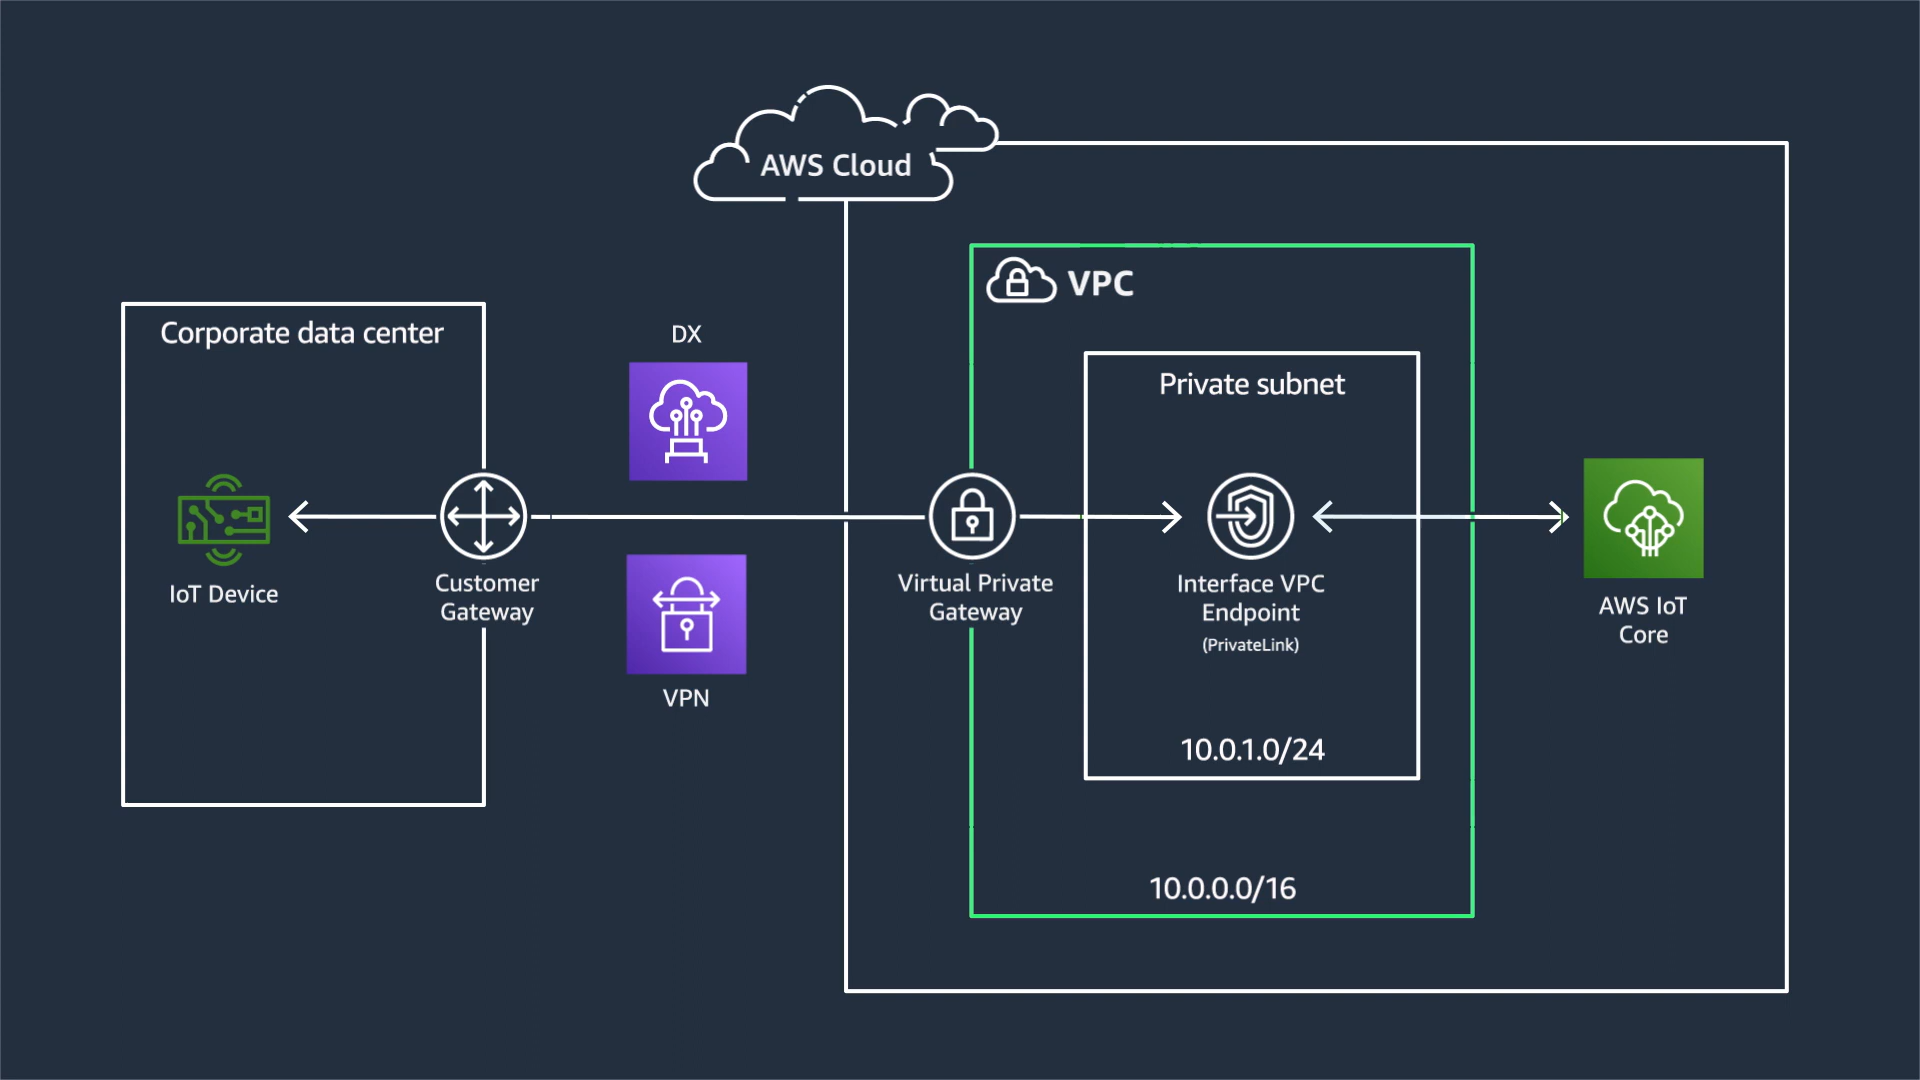 AWS Cloud
VPC
Corporate data center
DX
Private subnet
IoT Device
Customer
Gateway
VPN
Virtual Private
Gateway
Interface VPC
Endpoint
(PrivateLink)
AWS IoT
Core
10.0.1.0/24
10.0.0.0/16